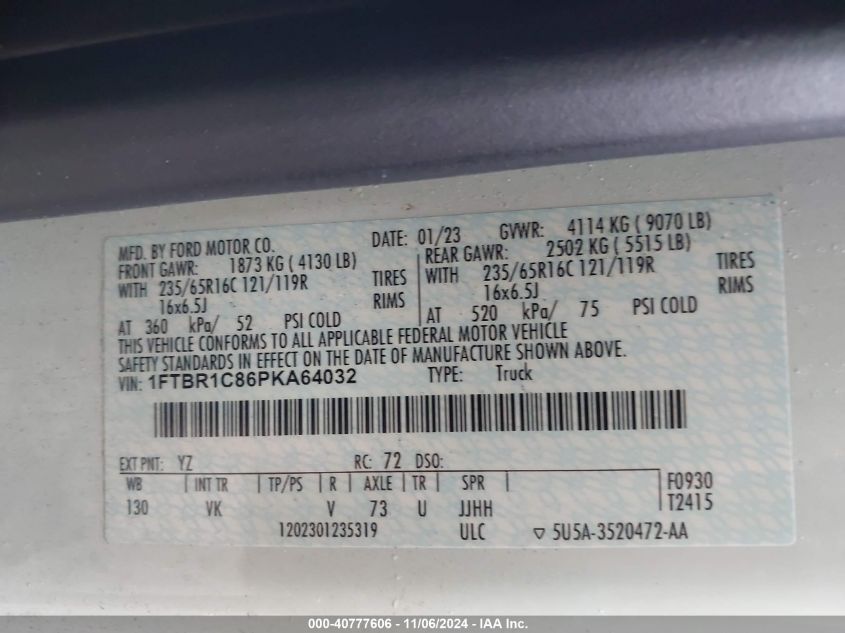 MFD. BY FORD MOTOR CO. DATE: 01/23 GVWR: 4114 KG ( 9070 LB)
FRONT GAWR: 1873 KG ( 4130 LB) REAR GAWR: 2502 KG ( 5515 LB)
WITH 235/65R16C 121/119R TIRES WITH 235/65R16C 121/119R TIRES
16x6.5J RIMS 16x6.5J RIMS
AT 360 kPa/ 52 PSI COLD AT 520 kPa/ 75 PSI COLD
THIS VEHICLE CONFORMS TO ALL APPLICABLE FEDERAL MOTOR VEHICLE
SAFETY STANDARDS IN EFFECT ON THE DATE OF MANUFACTURE SHOWN ABOVE.
VIN: 1FTBR1C86PKA64032 TYPE: Truck
EXT PNT: YZ RC: 72 DSO:
WB INT TR TP/PS R AXLE TR SPR F0930
130 VK V 73 U JJHH T2415
1202301235319 ULC ▽ 5U5A-3520472-AA
000-40777606 - 11/06/2024 - IAA Inc.